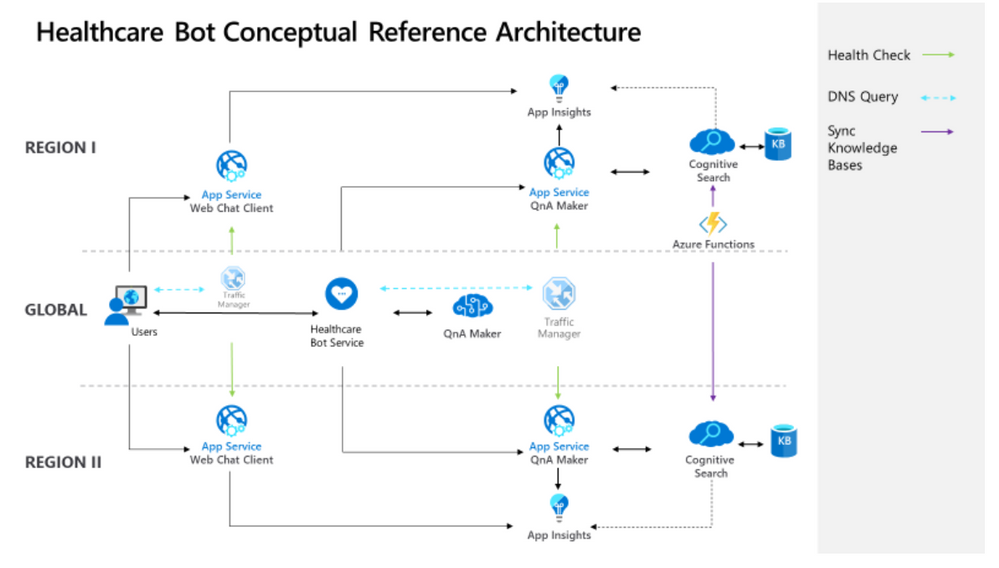 Healthcare Bot Conceptual Reference Architecture
Health Check
DNS Query
Sync
Knowledge
Bases
REGION I
App Insights
App Service
Web Chat Client
App Service
QnA Maker
Cognitive
Search
KB
Azure Functions
GLOBAL
Users
Traffic
Manager
Healthcare
Bot Service
QnA Maker
Traffic
Manager
REGION II
App Service
Web Chat Client
App Service
QnA Maker
Cognitive
Search
KB
App Insights